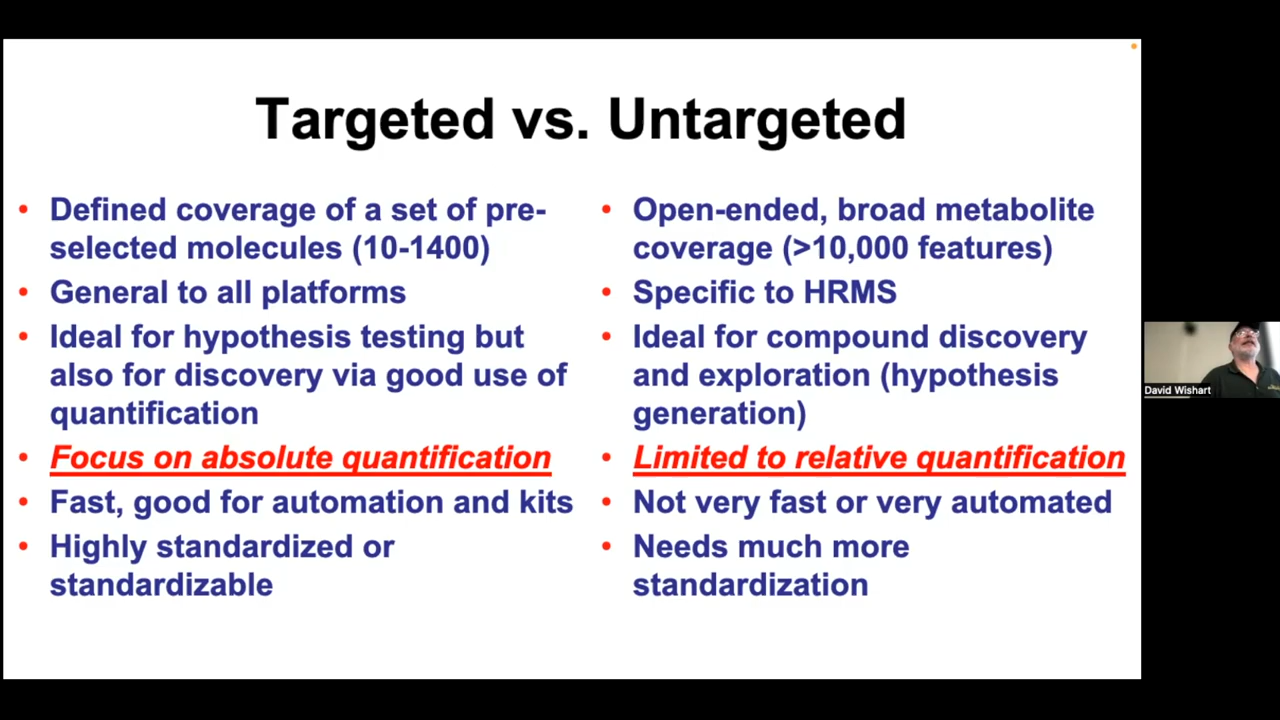 Targeted vs. Untargeted
• Defined coverage of a set of pre-
selected molecules (10-1400)
• General to all platforms
• Ideal for hypothesis testing but
also for discovery via good use of
quantification
• Focus on absolute quantification
• Fast, good for automation and kits
• Highly standardized or
standardizable
• Open-ended, broad metabolite
coverage (>10,000 features)
• Specific to HRMS
• Ideal for compound discovery
and exploration (hypothesis
generation)
• Limited to relative quantification
• Not very fast or very automated
• Needs much more
standardization
David Wishart